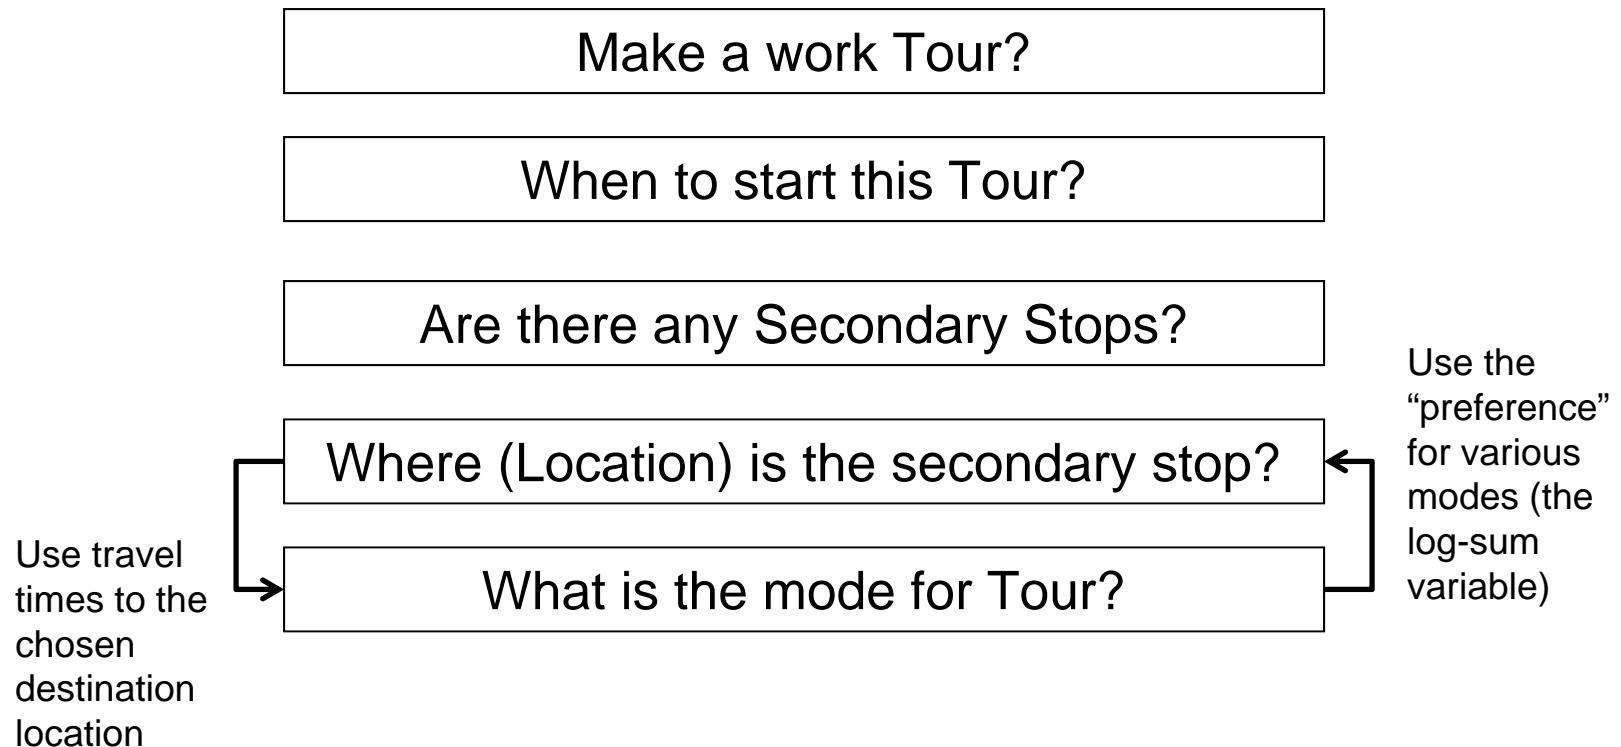 Make a work Tour?
When to start this Tour?
Are there any Secondary Stops?
Where (Location) is the secondary stop?
What is the mode for Tour?
Use the
“preference”
for various
modes (the
log-sum
variable)
Use travel
times to the
chosen
destination
location